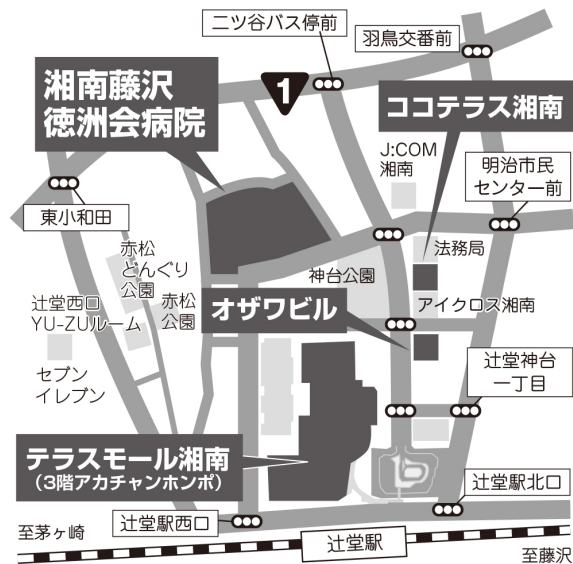 二ツ谷バス停前
羽鳥交番前
湘南藤沢
徳洲会病院
1
ココテラス湘南
J:COM
湘南
明治市民
センター前
東小和田
法務局
赤松
どんぐり
公園
神台公園
アイクロス湘南
辻堂西口
YU-ZUルーム
赤松
公園
オザワビル
セブン
イレブン
辻堂神台
一丁目
テラスモール湘南
(3階アカチャンホンポ)
辻堂駅北口
辻堂駅西口
至茅ヶ崎
辻堂駅
至藤沢